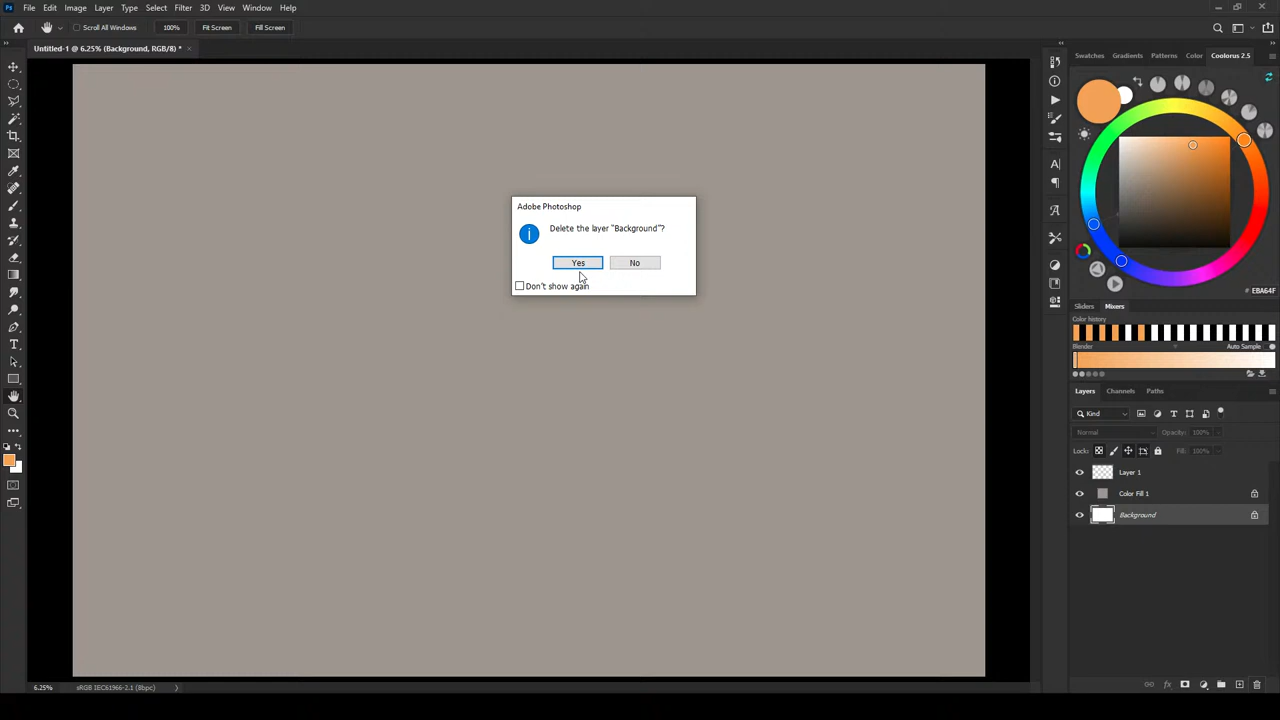 Ps File Edit Image Layer Type Select Filter 3D View Window Help
Scroll All Windows 100% Fit Screen Fill Screen
Untitled-1 @ 6.25% (Background, RGB/8) * ×
Swatches Gradients Patterns Color Coolorus 2.5
Adobe Photoshop
Delete the layer "Background"?
Yes No
Don't show again
# EBA64F
Sliders Mixers
Color history
Blender Auto Sample
Layers Channels Paths
Kind
Normal Opacity: 100%
Lock: Fill: 100%
Layer 1
Color Fill 1
Background
6.25% sRGB IEC61966-2.1 (8bpc)